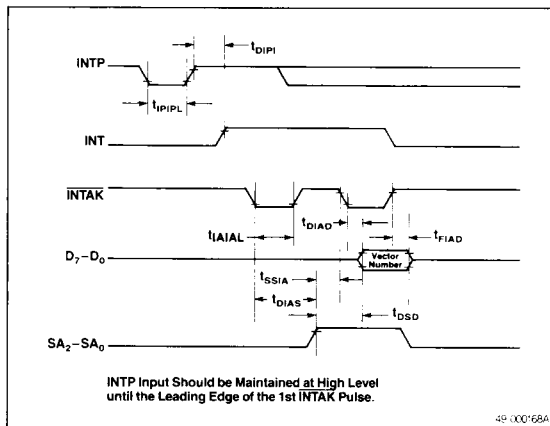 tDIPI
INTP
tIPIPL
INT
INTAK
tDIAD
tFIAD
tIAIAL
D7–D0
Vector
Number
tSSIA
tDIAS
tDSD
SA2–SA0
INTP Input Should be Maintained at High Level
until the Leading Edge of the 1st INTAK Pulse.
49-000168A